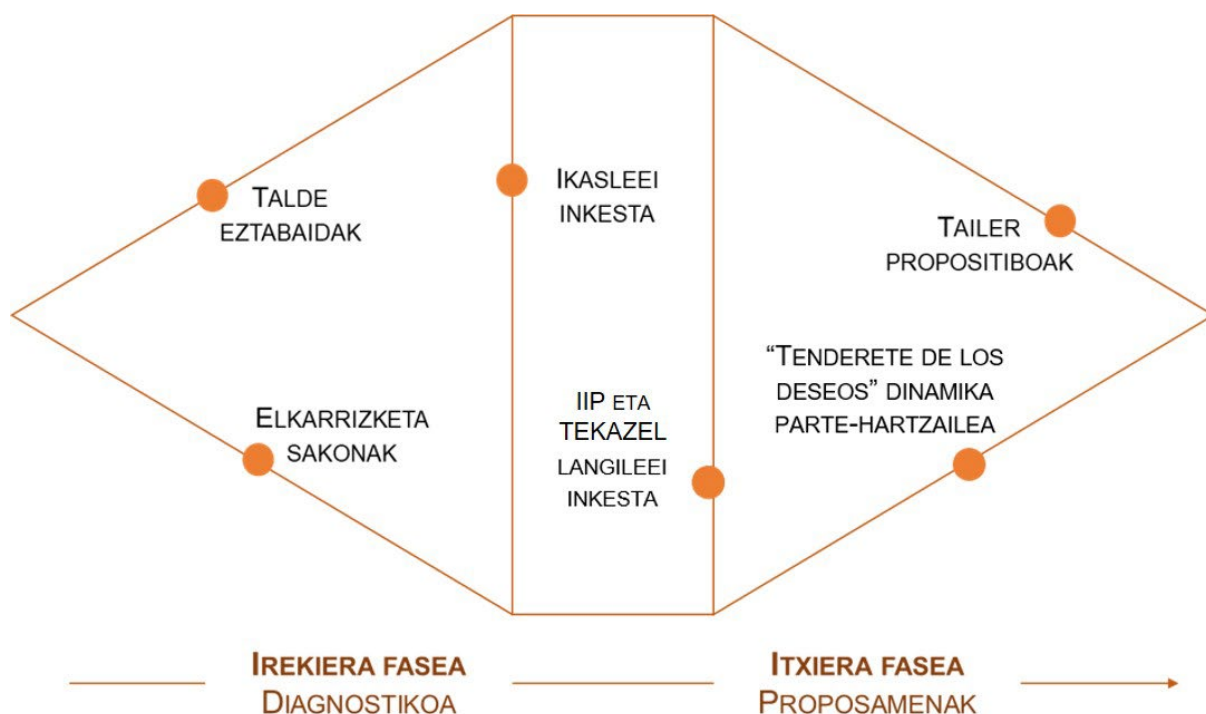 TALDE
EZTABAIDAK
ELKARRIZKETA
SAKONAK
IKASLEEI
INKESTA
IIP ETA
TEKAZEL
LANGILEEI
INKESTA
TAILER
PROPOSITIBOAK
“TENDERETE DE LOS
DESEOS” DINAMIKA
PARTE-HARTZAILEA
IREKIERA FASEA
DIAGNOSTIKOA
ITXIERA FASEA
PROPOSAMENAK